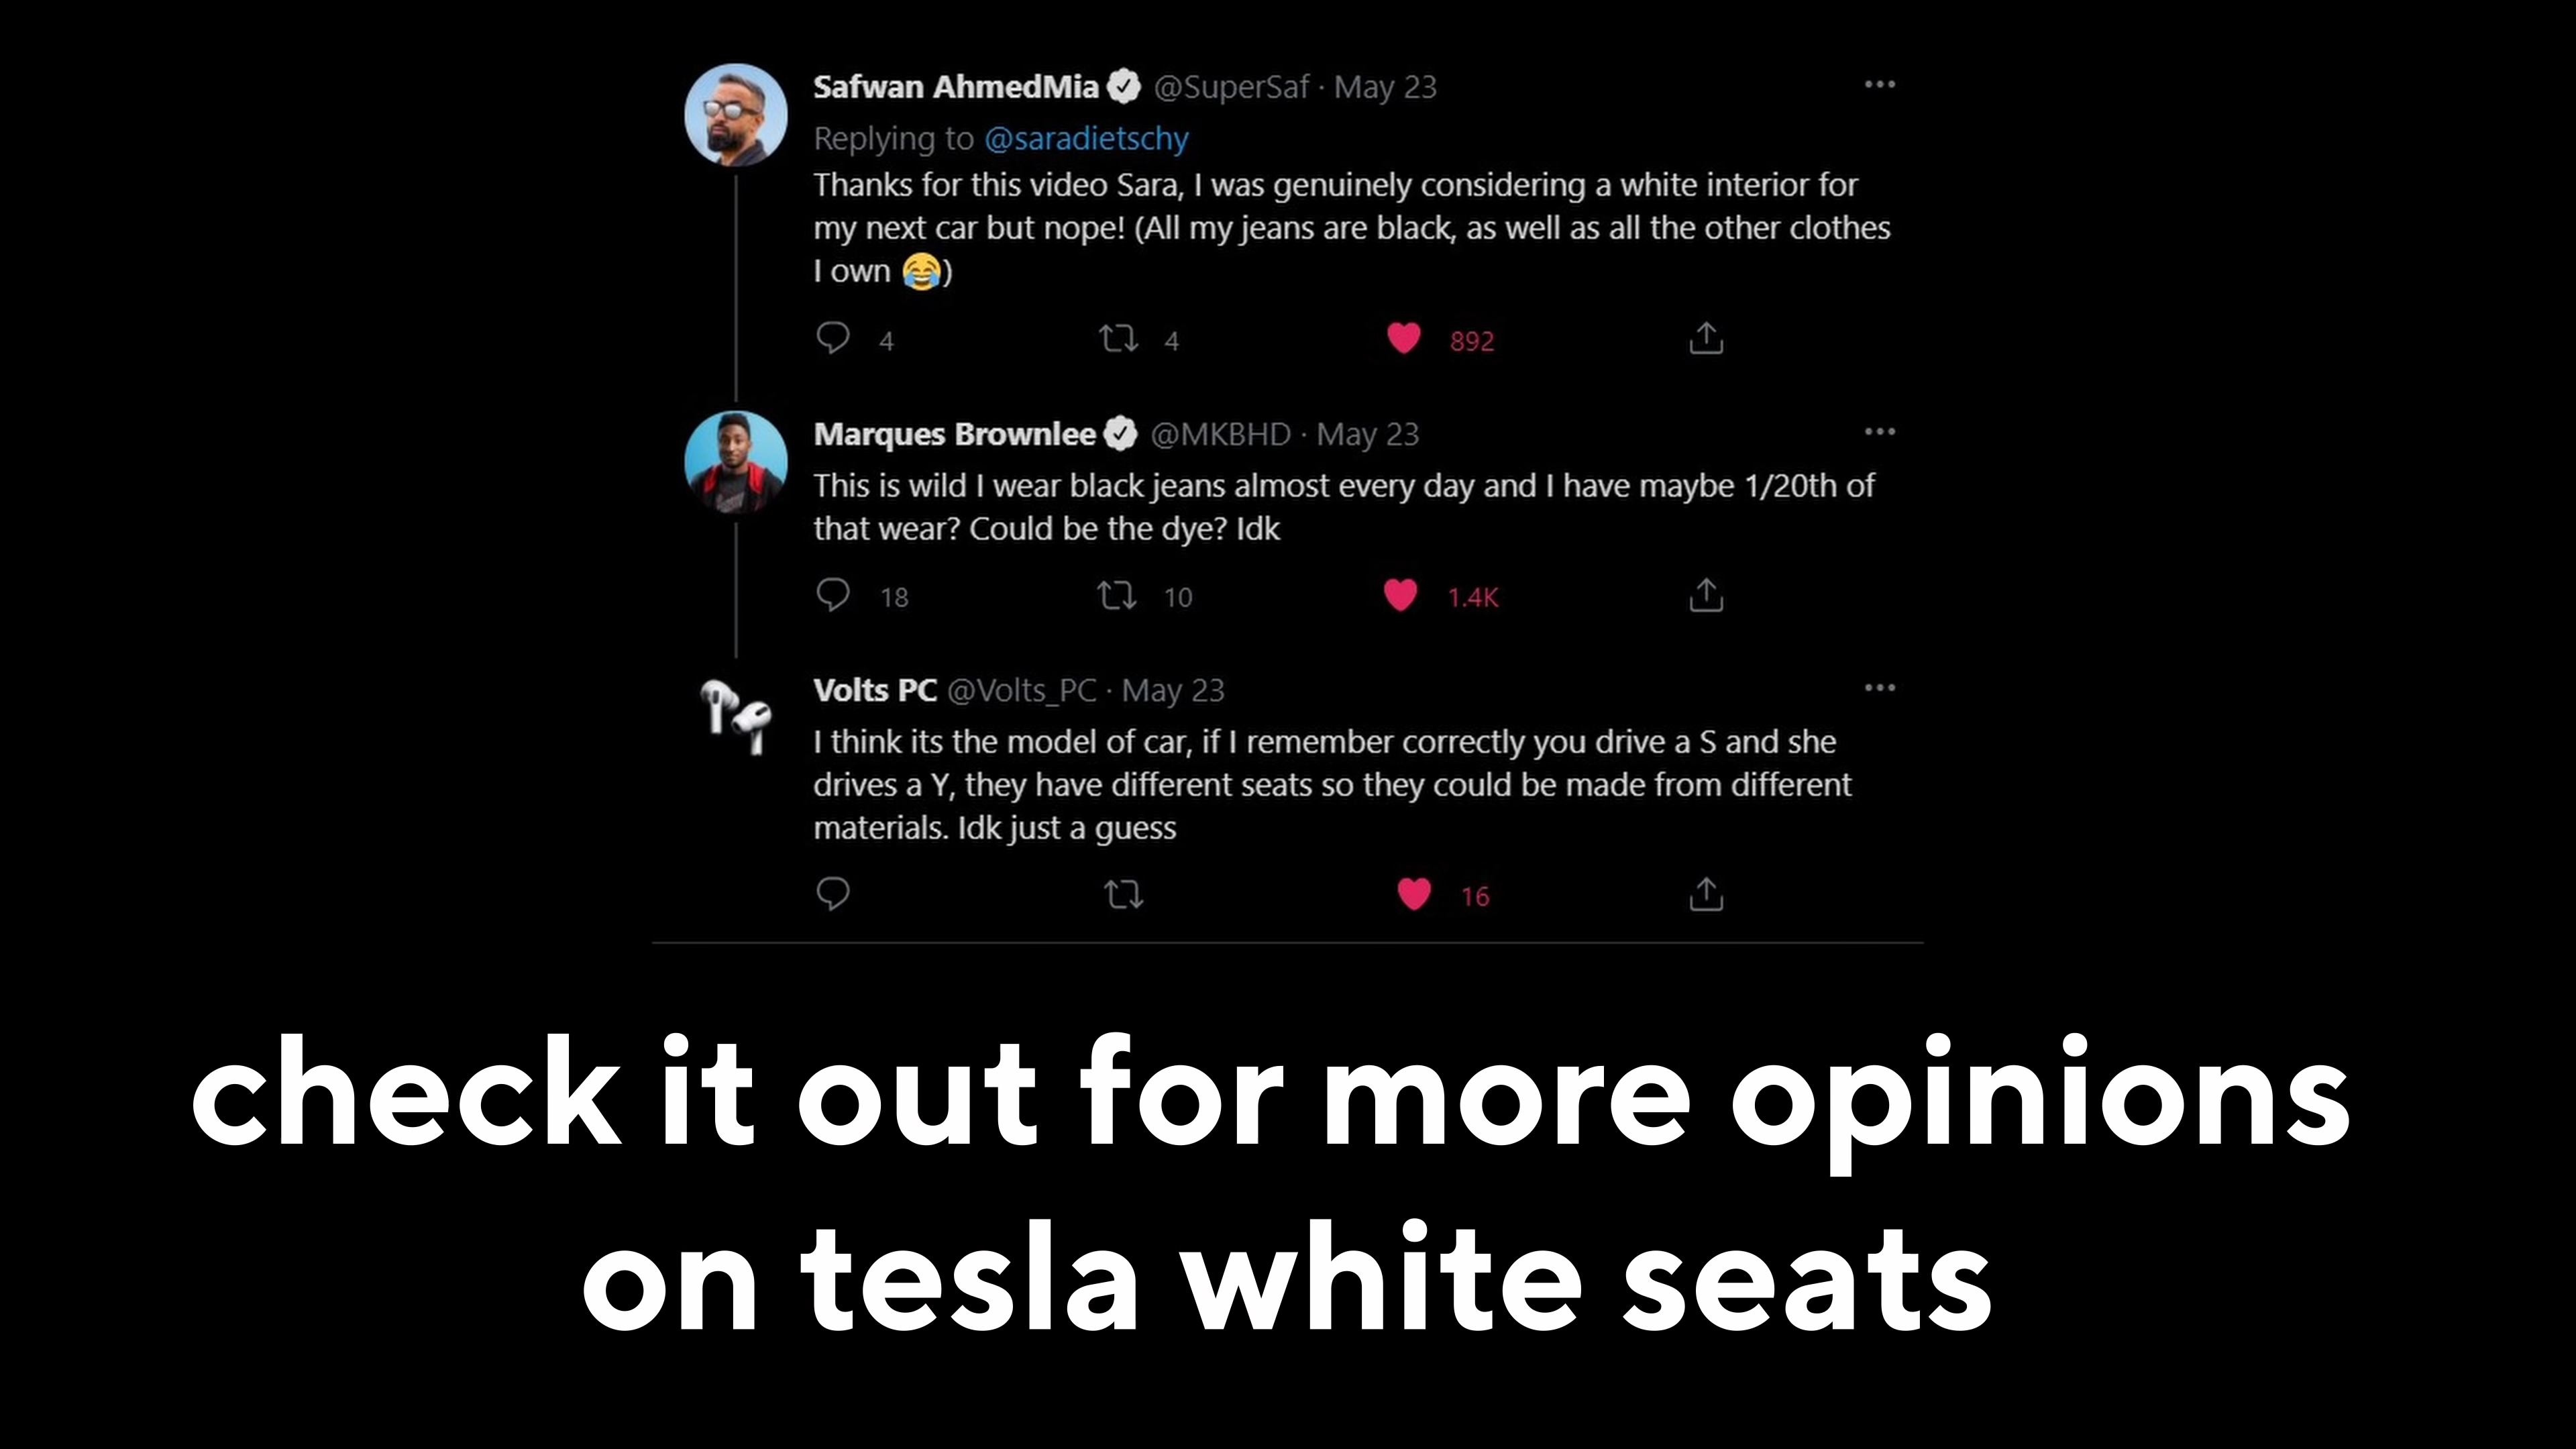 Safwan AhmedMia @SuperSaf · May 23
Replying to @saradietschy
Thanks for this video Sara, I was genuinely considering a white interior for
my next car but nope! (All my jeans are black, as well as all the other clothes
I own 😂)
4 4 892
Marques Brownlee @MKBHD · May 23
This is wild I wear black jeans almost every day and I have maybe 1/20th of
that wear? Could be the dye? Idk
18 10 1.4K
Volts PC @Volts_PC · May 23
I think its the model of car, if I remember correctly you drive a S and she
drives a Y, they have different seats so they could be made from different
materials. Idk just a guess
16
check it out for more opinions
on tesla white seats